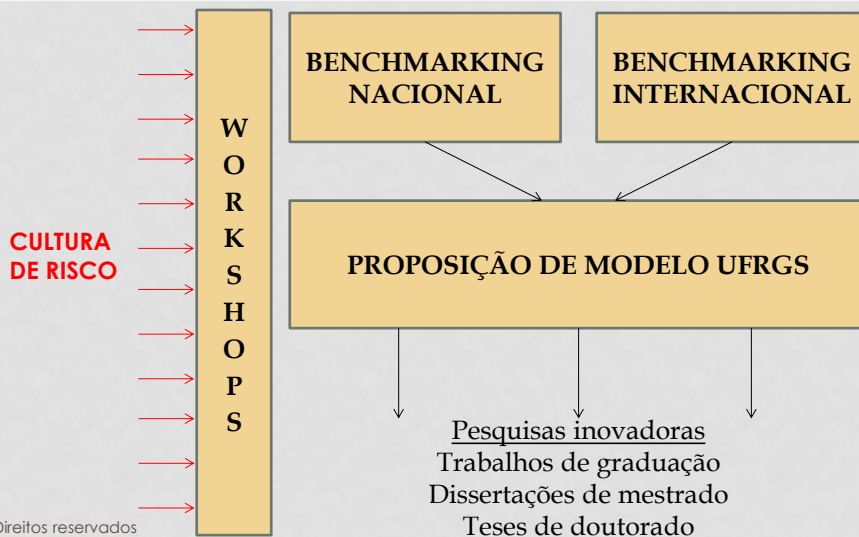 CULTURA
DE RISCO
W
O
R
K
S
H
O
P
S
BENCHMARKING
NACIONAL
BENCHMARKING
INTERNACIONAL
PROPOSIÇÃO DE MODELO UFRGS
Pesquisas inovadoras
Trabalhos de graduação
Dissertações de mestrado
Teses de doutorado
Direitos reservados